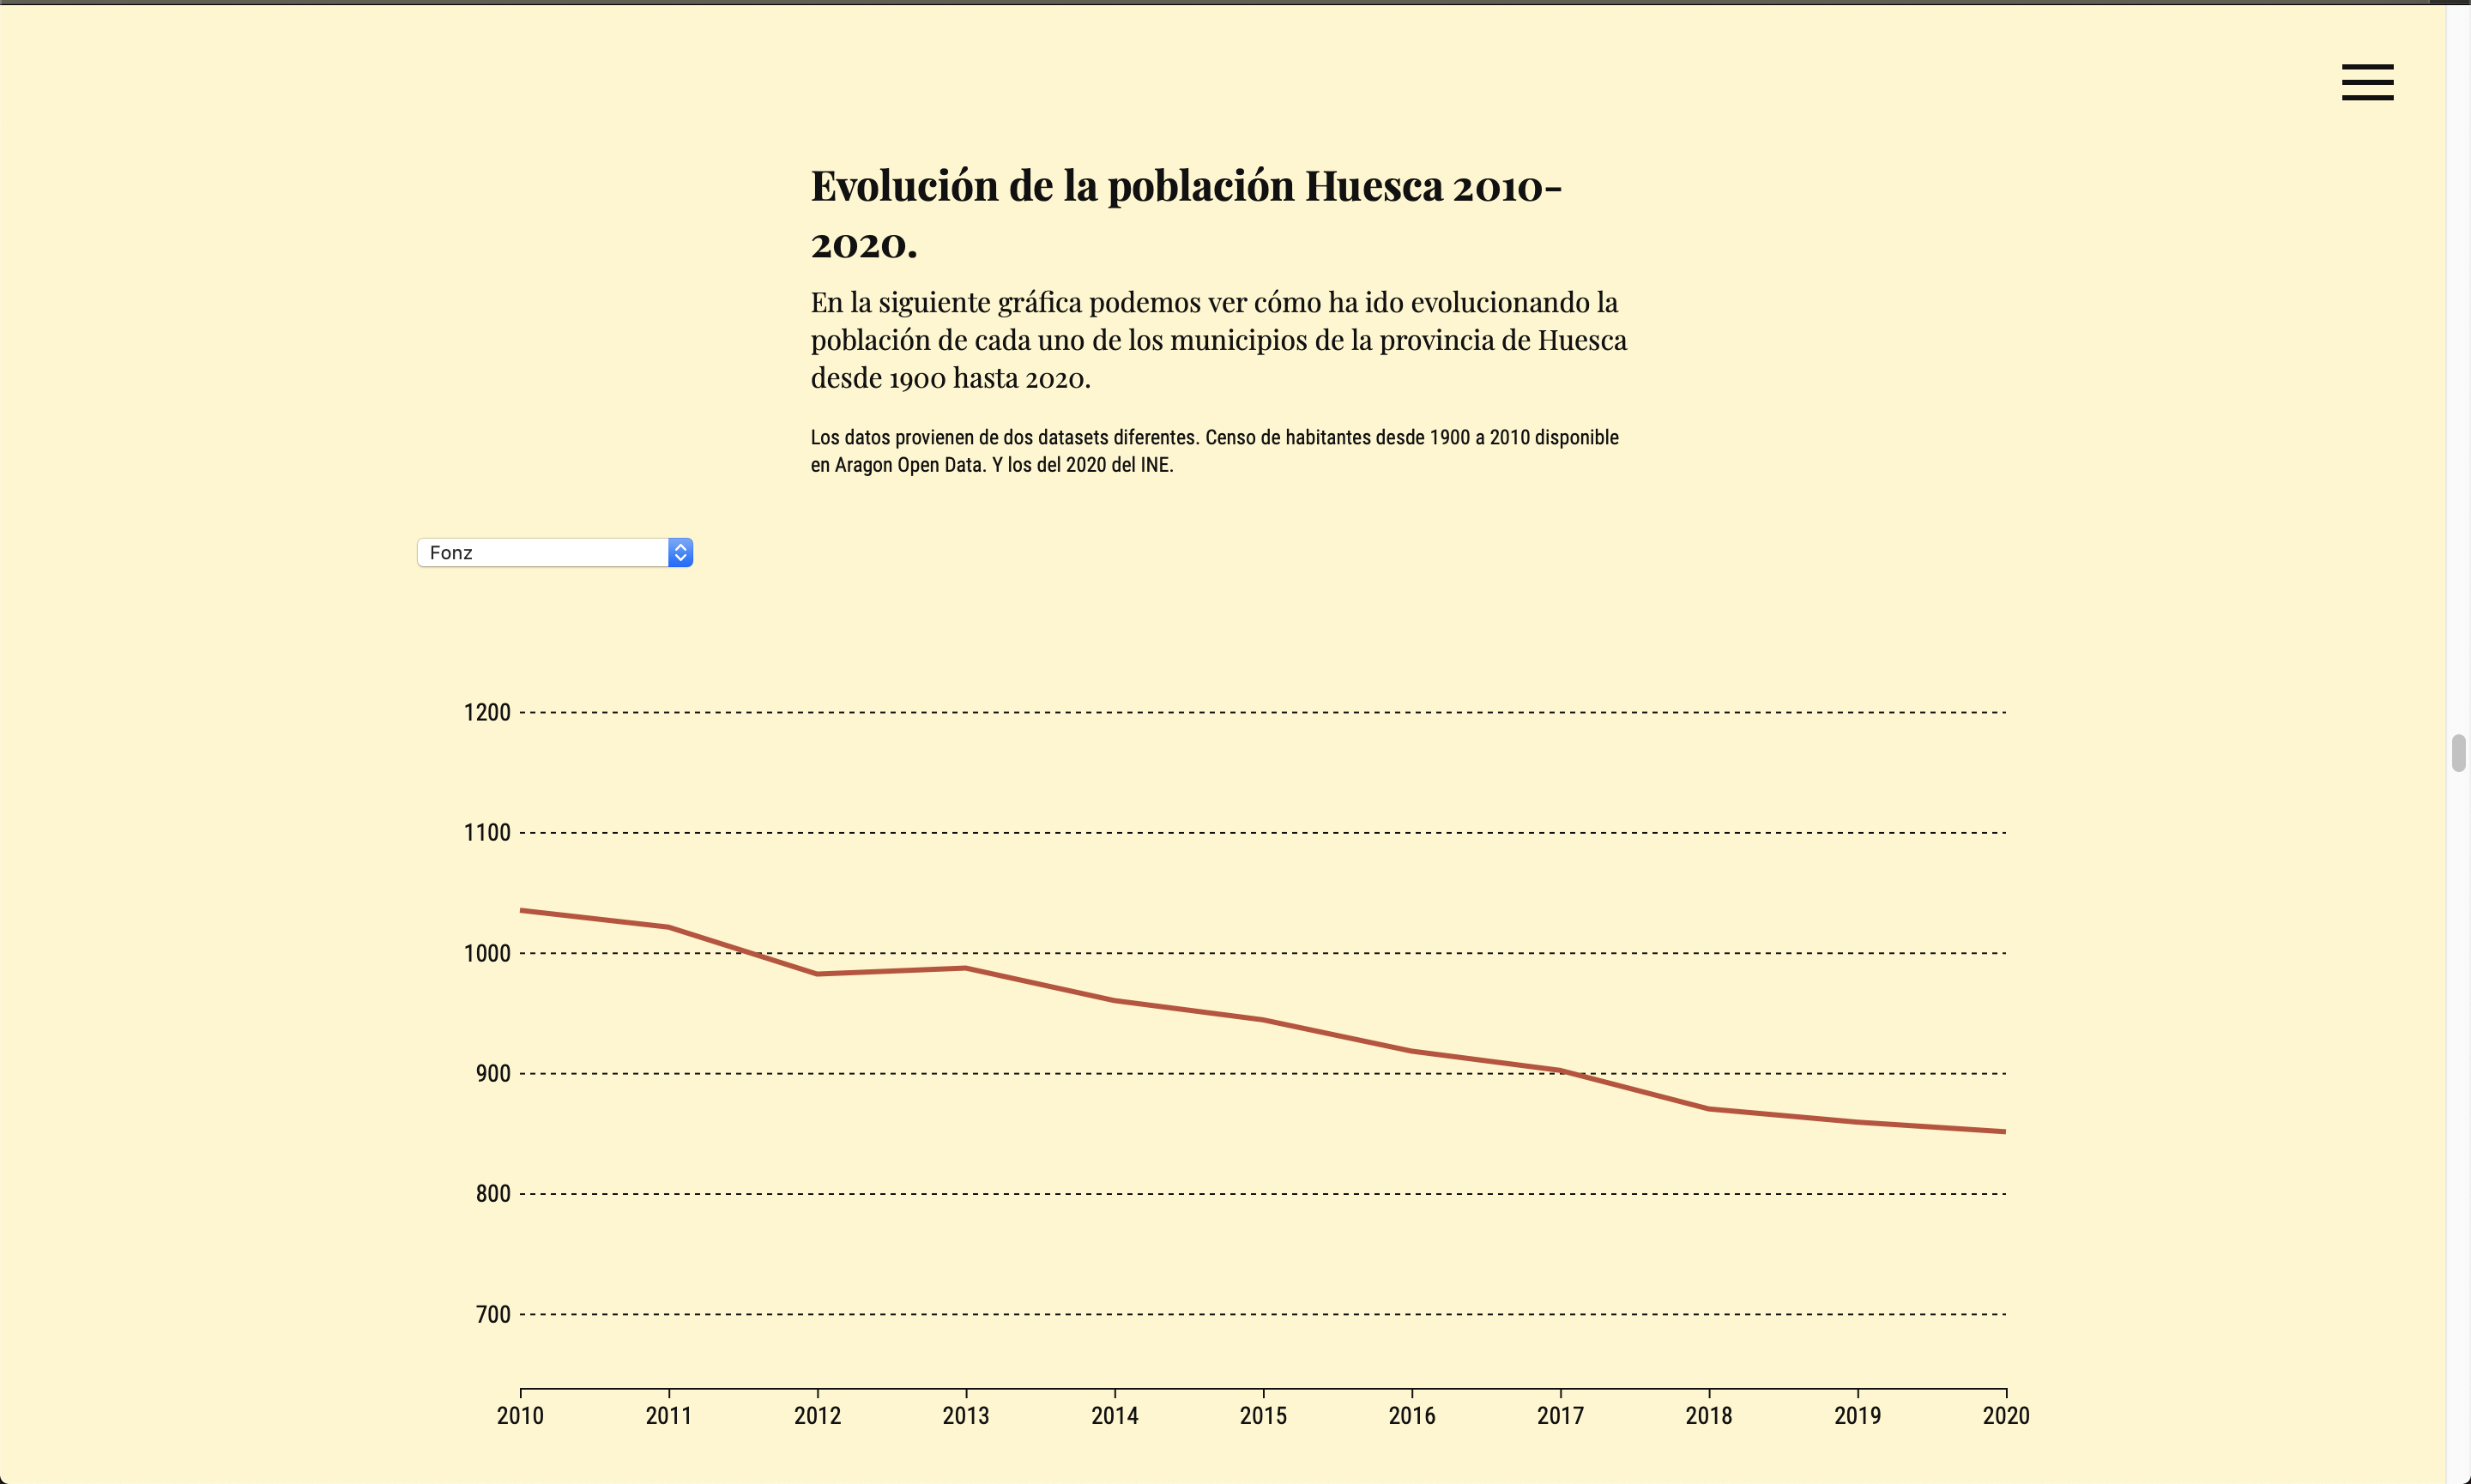 Evolución de la población Huesca 2010-
2020.
En la siguiente gráfica podemos ver cómo ha ido evolucionando la
población de cada uno de los municipios de la provincia de Huesca
desde 1900 hasta 2020.
Los datos provienen de dos datasets diferentes. Censo de habitantes desde 1900 a 2010 disponible
en Aragon Open Data. Y los del 2020 del INE.
Fonz
1200
1100
1000
900
800
700
2010 2011 2012 2013 2014 2015 2016 2017 2018 2019 2020